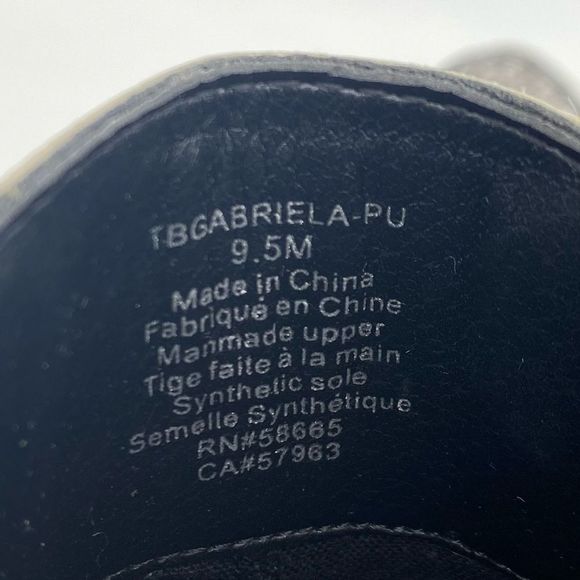 TBGABRIELA-PU
9.5M
Made in China
Fabriqué en Chine
Manmade upper
Tige faite à la main
Synthetic sole
Semelle Synthétique
RN#58665
CA#57963